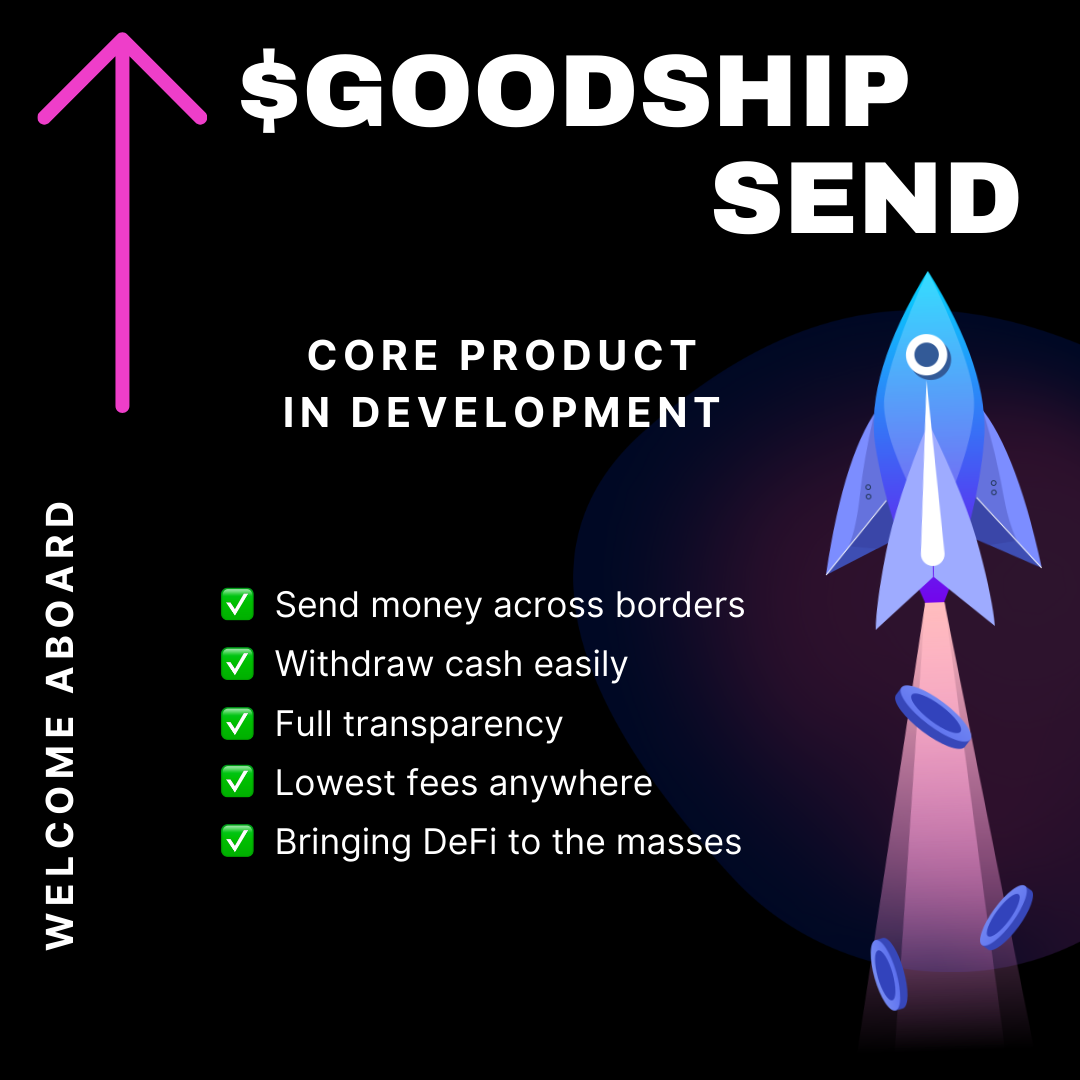 $GOODSHIP
SEND
CORE PRODUCT
IN DEVELOPMENT
WELCOME ABOARD
✅ Send money across borders
✅ Withdraw cash easily
✅ Full transparency
✅ Lowest fees anywhere
✅ Bringing DeFi to the masses